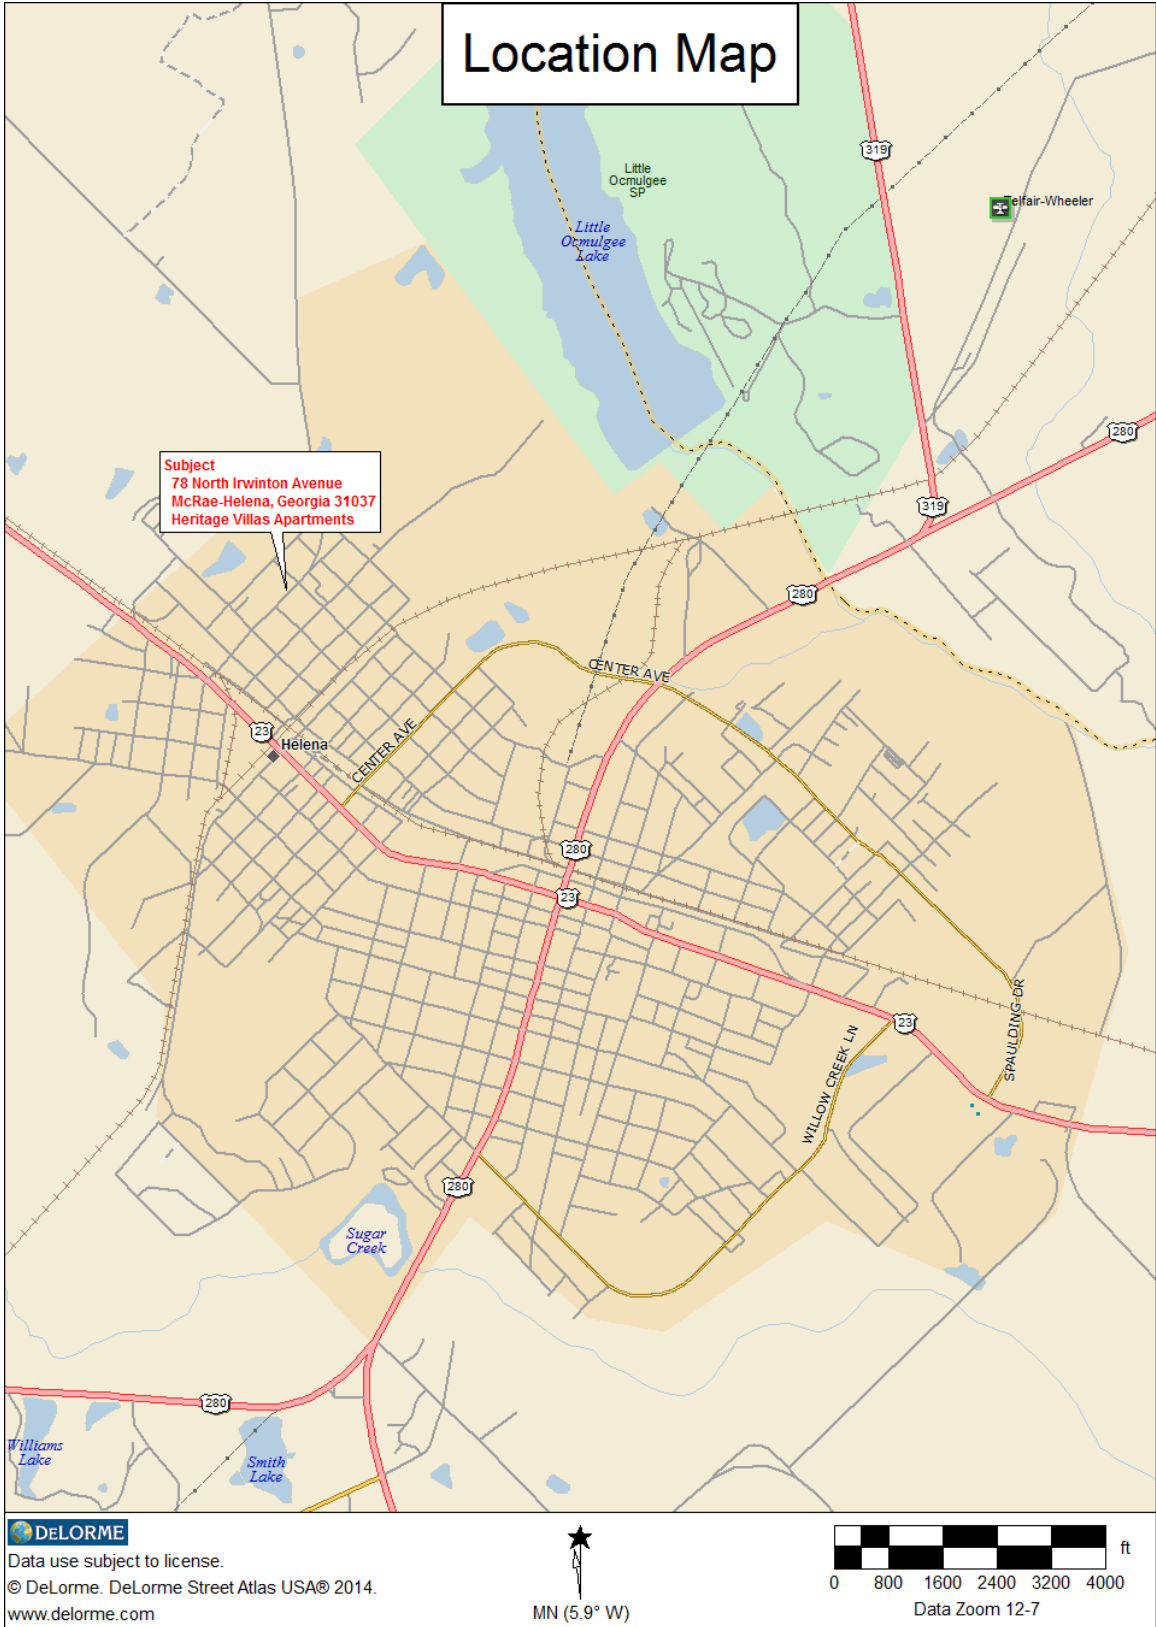 Location Map
319
Little
Ocmulgee
SP
Telfair-Wheeler
Little
Ocmulgee
Lake
280
Subject
78 North Irwinton Avenue
McRae-Helena, Georgia 31037
Heritage Villas Apartments
319
280
CENTER AVE
23
Helena
CENTER AVE
280
23
SPAULDING DR
23
WILLOW CREEK LN
280
Sugar
Creek
280
Williams
Lake
Smith
Lake
DELORME
Data use subject to license.
© DeLorme. DeLorme Street Atlas USA® 2014.
www.delorme.com
MN (5.9° W)
ft
0 800 1600 2400 3200 4000
Data Zoom 12-7